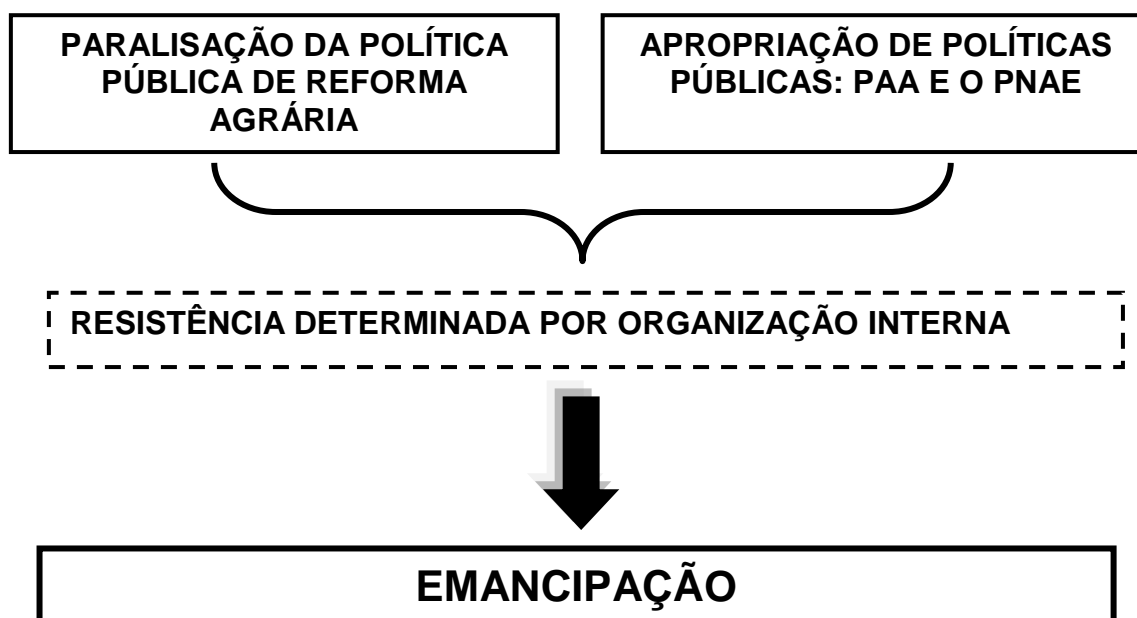 PARALISAÇÃO DA POLÍTICA
PÚBLICA DE REFORMA
AGRÁRIA
APROPRIAÇÃO DE POLÍTICAS
PÚBLICAS: PAA E O PNAE
RESISTÊNCIA DETERMINADA POR ORGANIZAÇÃO INTERNA
EMANCIPAÇÃO